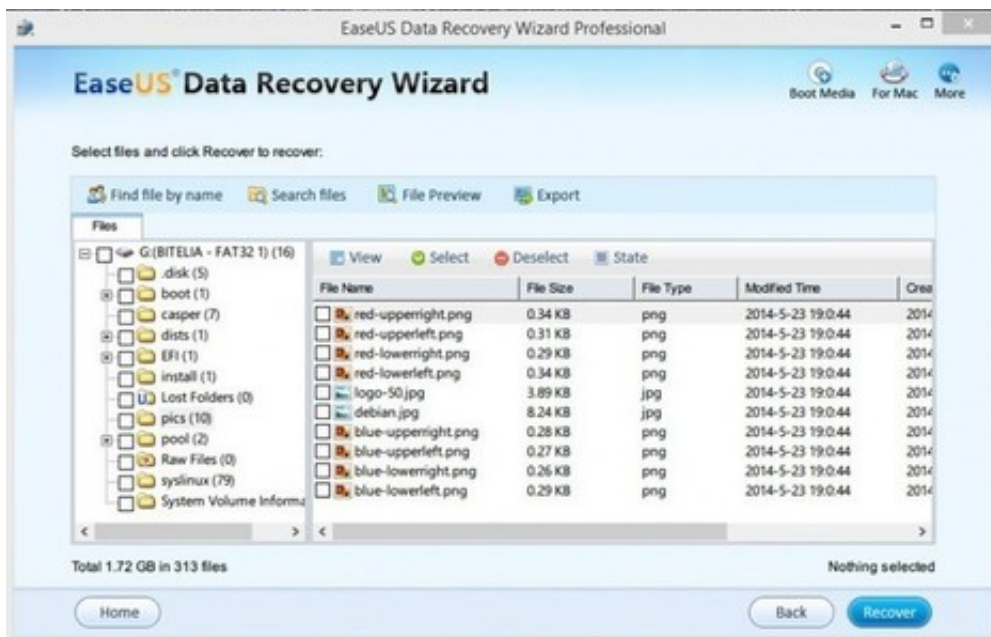 EaseUS Data Recovery Wizard Professional
EaseUS® Data Recovery Wizard
Boot Media For Mac More
Select files and click Recover to recover:
Find file by name Search files File Preview Export
Files
G:(BITELIA - FAT32 1) (16)
.disk (5)
boot (1)
casper (7)
dists (1)
EFI (1)
install (1)
Lost Folders (0)
pics (10)
pool (2)
Raw Files (0)
syslinux (79)
System Volume Informa
View Select Deselect State
File Name File Size File Type Modified Time Crea
red-upperright.png 0.34 KB png 2014-5-23 19:0:44 2014
red-upperleft.png 0.31 KB png 2014-5-23 19:0:44 2014
red-lowerright.png 0.29 KB png 2014-5-23 19:0:44 2014
red-lowerleft.png 0.34 KB png 2014-5-23 19:0:44 2014
logo-50.jpg 3.89 KB jpg 2014-5-23 19:0:44 2014
debian.jpg 8.24 KB jpg 2014-5-23 19:0:44 2014
blue-upperright.png 0.28 KB png 2014-5-23 19:0:44 2014
blue-upperleft.png 0.27 KB png 2014-5-23 19:0:44 2014
blue-lowerright.png 0.26 KB png 2014-5-23 19:0:44 2014
blue-lowerleft.png 0.29 KB png 2014-5-23 19:0:44 2014
Total 1.72 GB in 313 files
Nothing selected
Home Back Recover